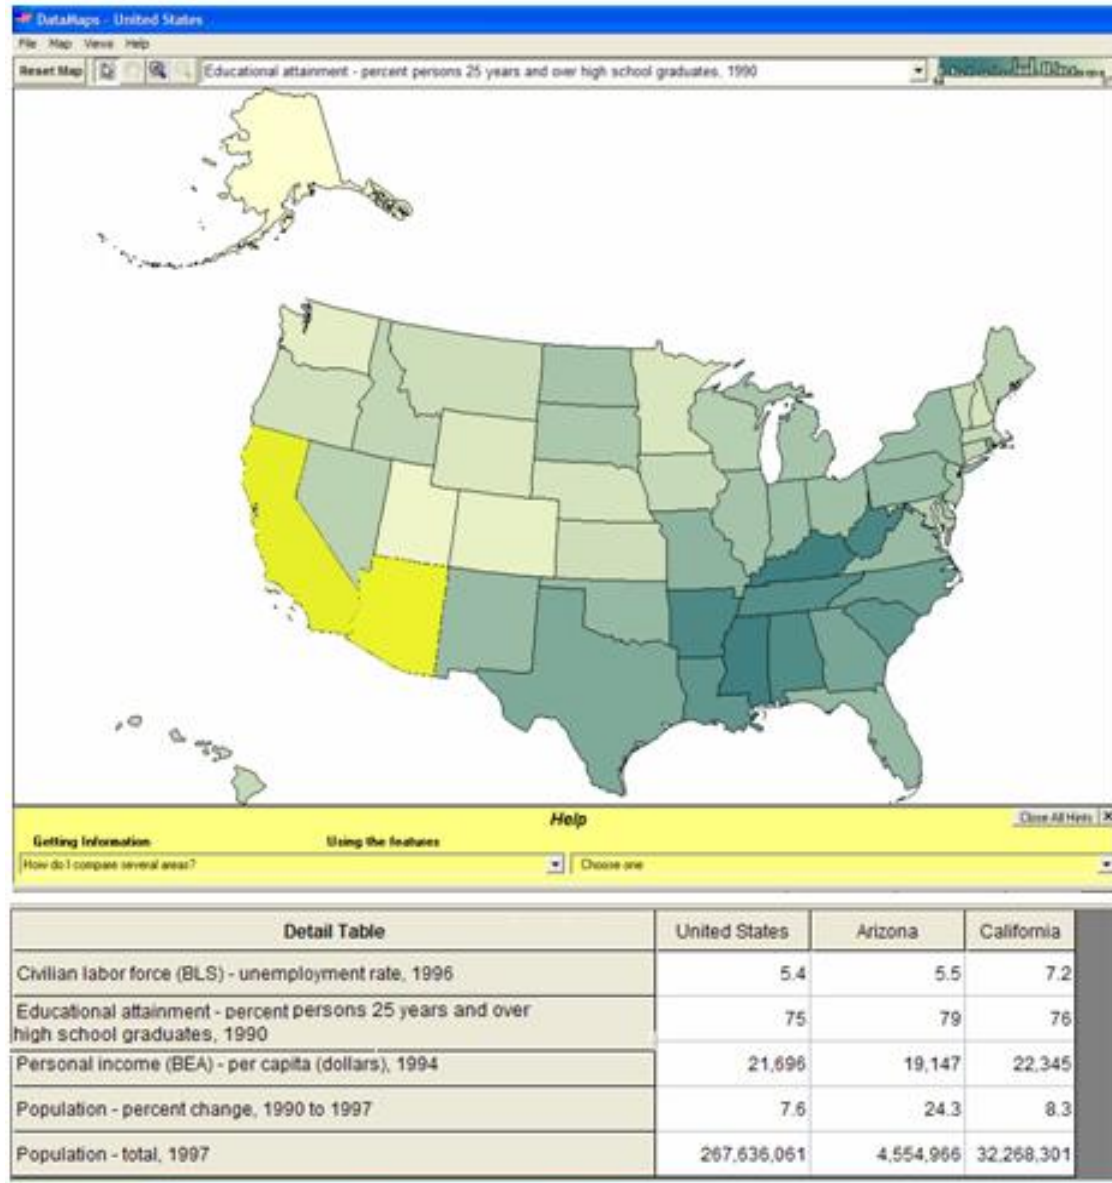 DataMaps - United States
File Map Views Help
Reset Map Educational attainment - percent persons 25 years and over high school graduates, 1990
Help
Close All Hints X
Getting Information Using the features
How do I compare several areas? Choose one
Detail Table United States Arizona California
Civilian labor force (BLS) - unemployment rate, 1996 5.4 5.5 7.2
Educational attainment - percent persons 25 years and over
high school graduates, 1990 75 79 76
Personal income (BEA) - per capita (dollars), 1994 21,696 19,147 22,345
Population - percent change, 1990 to 1997 7.6 24.3 8.3
Population - total, 1997 267,636,061 4,554,966 32,268,301